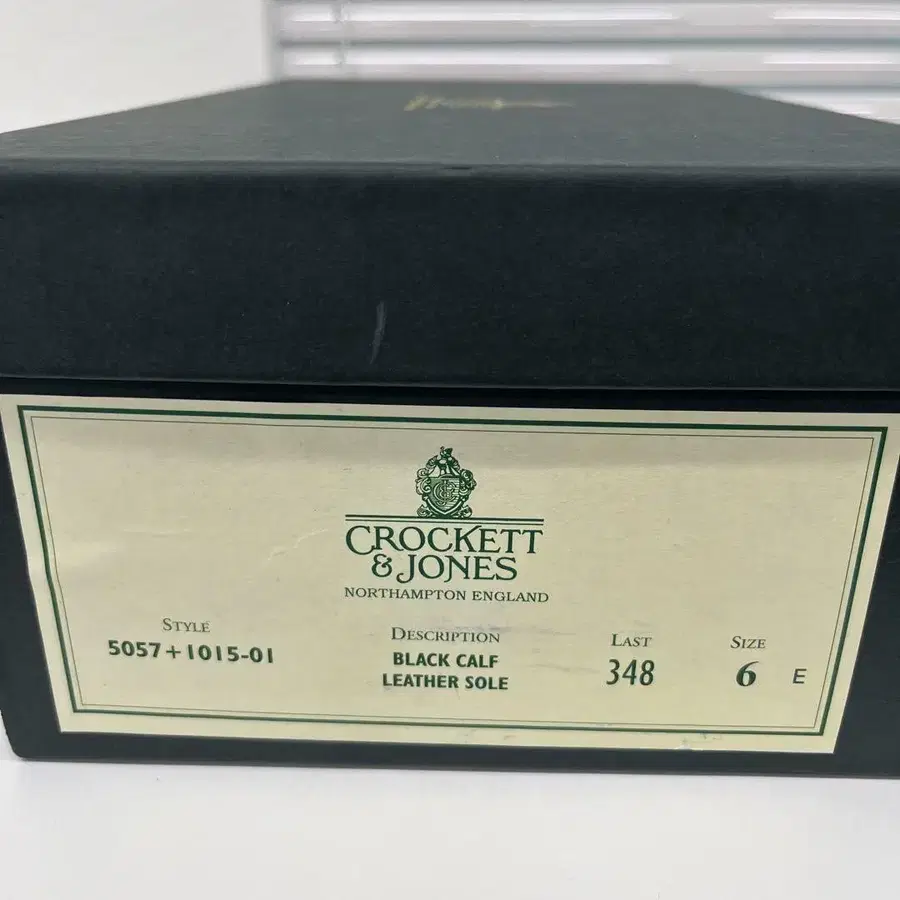 CROCKETT
& JONES
NORTHAMPTON ENGLAND
STYLE
5057+1015-01
DESCRIPTION
BLACK CALF
LEATHER SOLE
LAST
348
SIZE
6 E